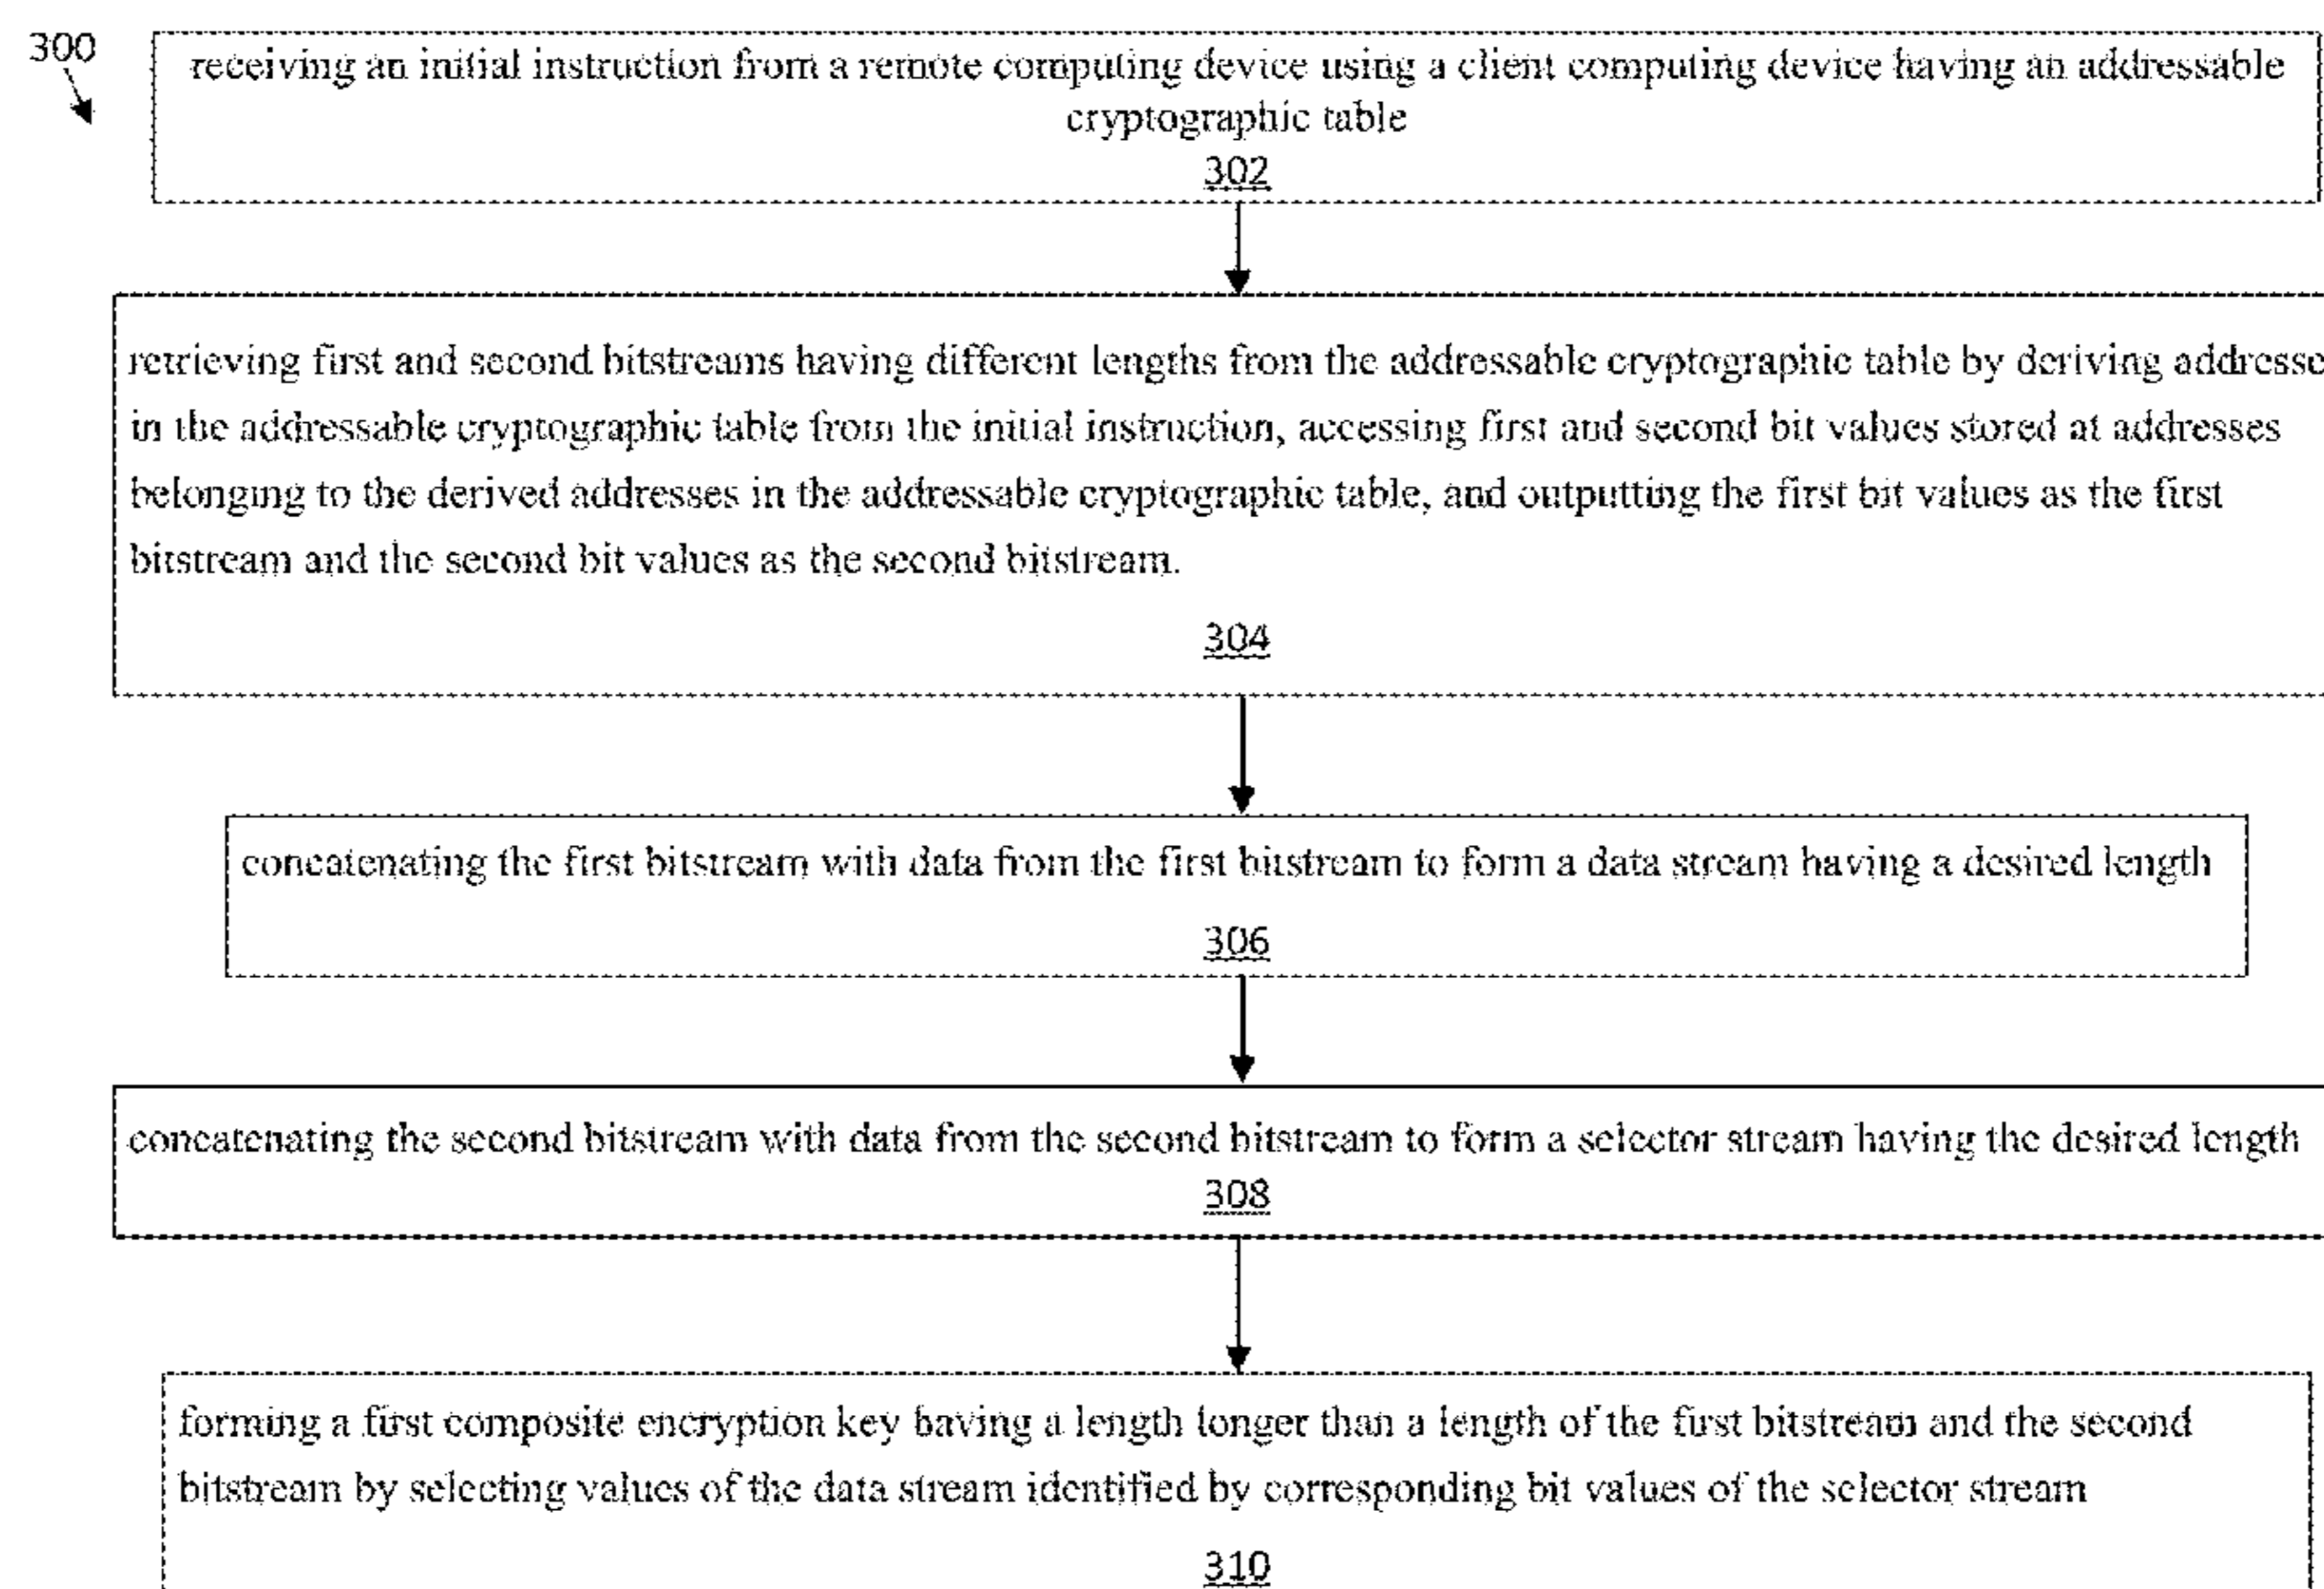 300
receiving an initial instruction from a remote computing device using a client computing device having an addressable
cryptographic table
302
retrieving first and second bitstreams having different lengths from the addressable cryptographic table by deriving addresse
in the addressable cryptographic table from the initial instruction, accessing first and second bit values stored at addresses
belonging to the derived addresses in the addressable cryptographic table, and outputting the first bit values as the first
bitstream and the second bit values as the second bitstream.
304
concatenating the first bitstream with data from the first bitstream to form a data stream having a desired length
306
concatenating the second bitstream with data from the second bitstream to form a selector stream having the desired length
308
forming a first composite encryption key having a length longer than a length of the first bitstream and the second
bitstream by selecting values of the data stream identified by corresponding bit values of the selector stream
310